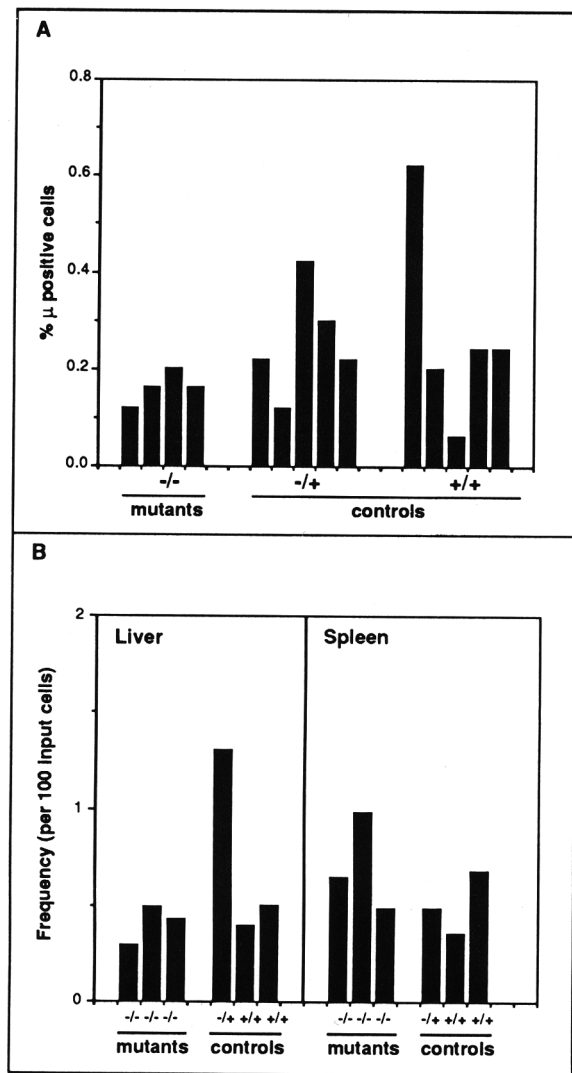 A
% μ positive cells
0.8
0.6
0.4
0.2
0.0
-/- -/+ +/+
mutants controls
B
Frequency (per 100 input cells)
2
1
0
Liver Spleen
-/- -/- -/- -/+ +/+ +/+ -/- -/- -/- -/+ +/+ +/+
mutants controls mutants controls